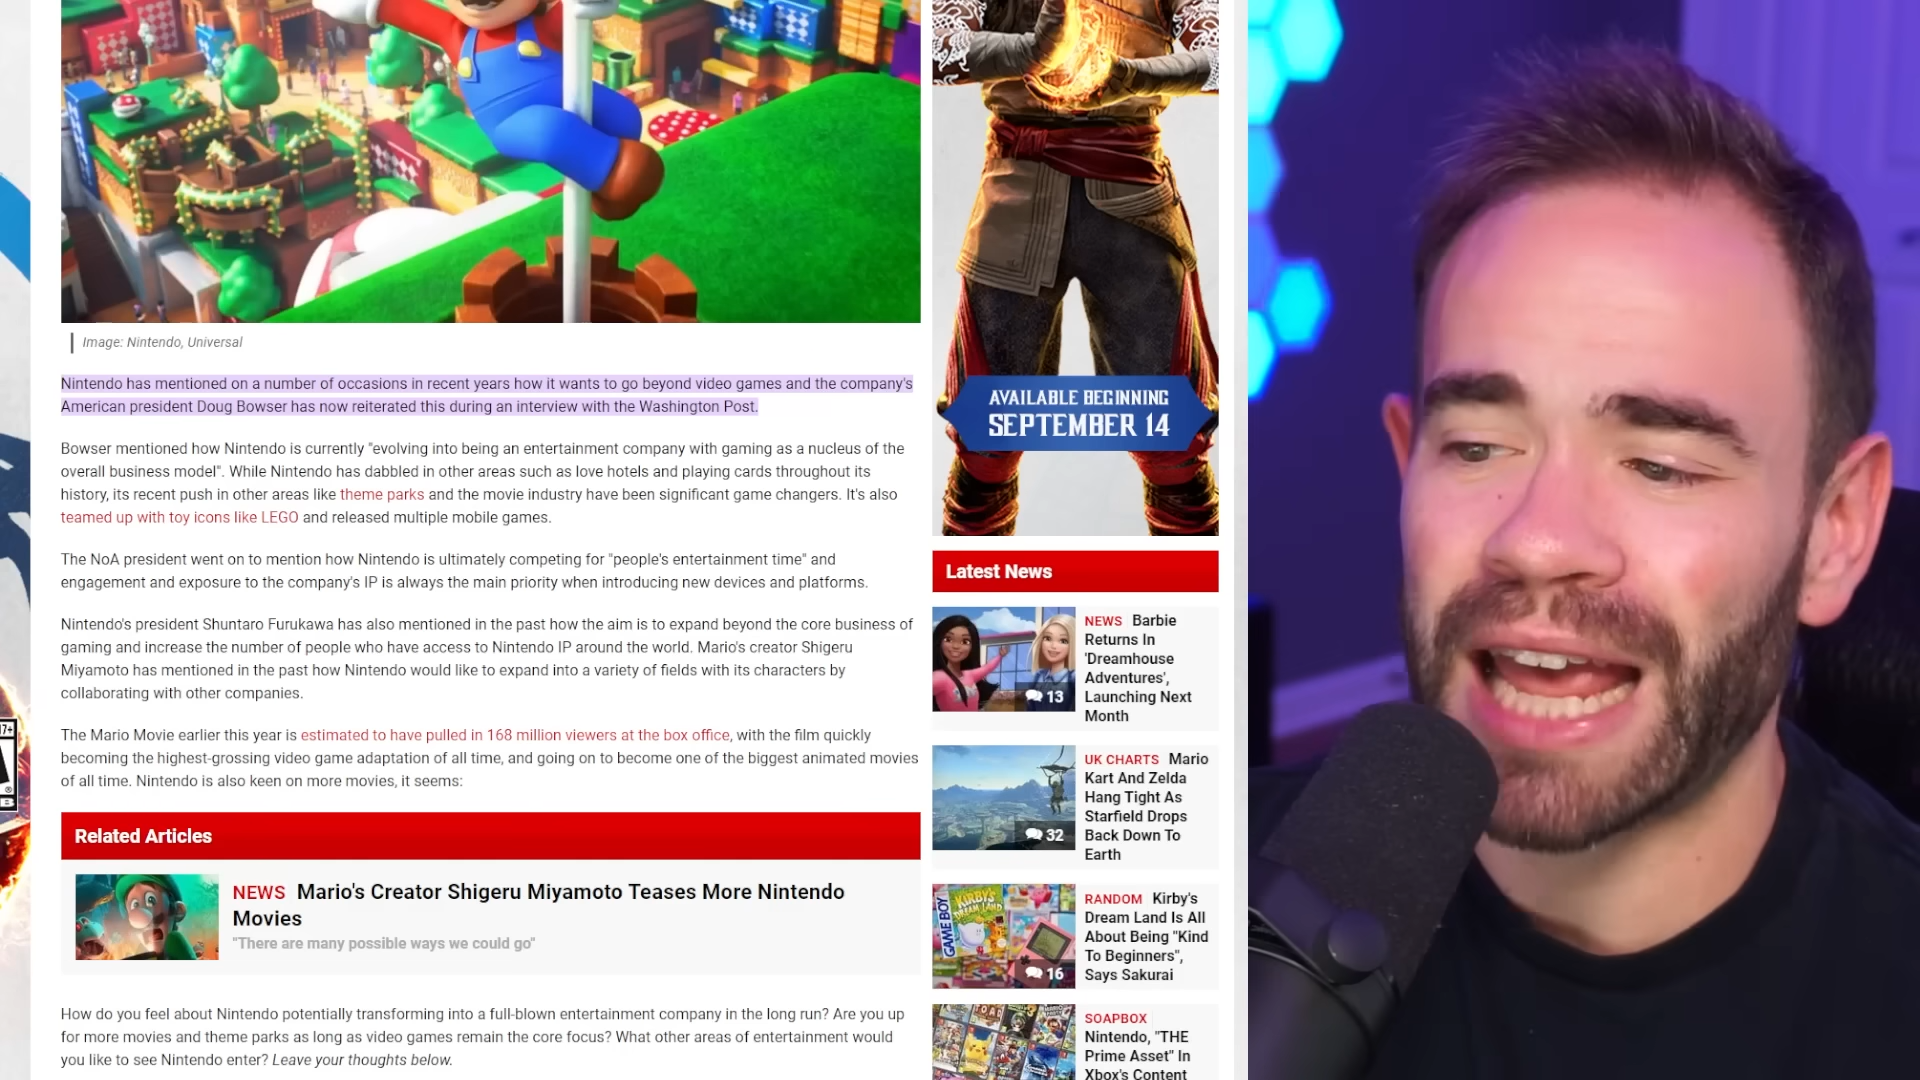 Image: Nintendo, Universal
Nintendo has mentioned on a number of occasions in recent years how it wants to go beyond video games and the company's
American president Doug Bowser has now reiterated this during an interview with the Washington Post.
Bowser mentioned how Nintendo is currently "evolving into being an entertainment company with gaming as a nucleus of the
overall business model". While Nintendo has dabbled in other areas such as love hotels and playing cards throughout its
history, its recent push in other areas like theme parks and the movie industry have been significant game changers. It's also
teamed up with toy icons like LEGO and released multiple mobile games.
The NoA president went on to mention how Nintendo is ultimately competing for "people's entertainment time" and
engagement and exposure to the company's IP is always the main priority when introducing new devices and platforms.
Nintendo's president Shuntaro Furukawa has also mentioned in the past how the aim is to expand beyond the core business of
gaming and increase the number of people who have access to Nintendo IP around the world. Mario's creator Shigeru
Miyamoto has mentioned in the past how Nintendo would like to expand into a variety of fields with its characters by
collaborating with other companies.
The Mario Movie earlier this year is estimated to have pulled in 168 million viewers at the box office, with the film quickly
becoming the highest-grossing video game adaptation of all time, and going on to become one of the biggest animated movies
of all time. Nintendo is also keen on more movies, it seems:
Related Articles
NEWS Mario's Creator Shigeru Miyamoto Teases More Nintendo
Movies
"There are many possible ways we could go"
How do you feel about Nintendo potentially transforming into a full-blown entertainment company in the long run? Are you up
for more movies and theme parks as long as video games remain the core focus? What other areas of entertainment would
you like to see Nintendo enter? Leave your thoughts below.
AVAILABLE BEGINNING
SEPTEMBER 14
Latest News
13
NEWS Barbie
Returns In
'Dreamhouse
Adventures',
Launching Next
Month
32
UK CHARTS Mario
Kart And Zelda
Hang Tight As
Starfield Drops
Back Down To
Earth
GAME BOY
KIRBY'S
DREAM LAND
16
RANDOM Kirby's
Dream Land Is All
About Being "Kind
To Beginners",
Says Sakurai
SOAPBOX
Nintendo, "THE
Prime Asset" In
Xbox's Content
17+